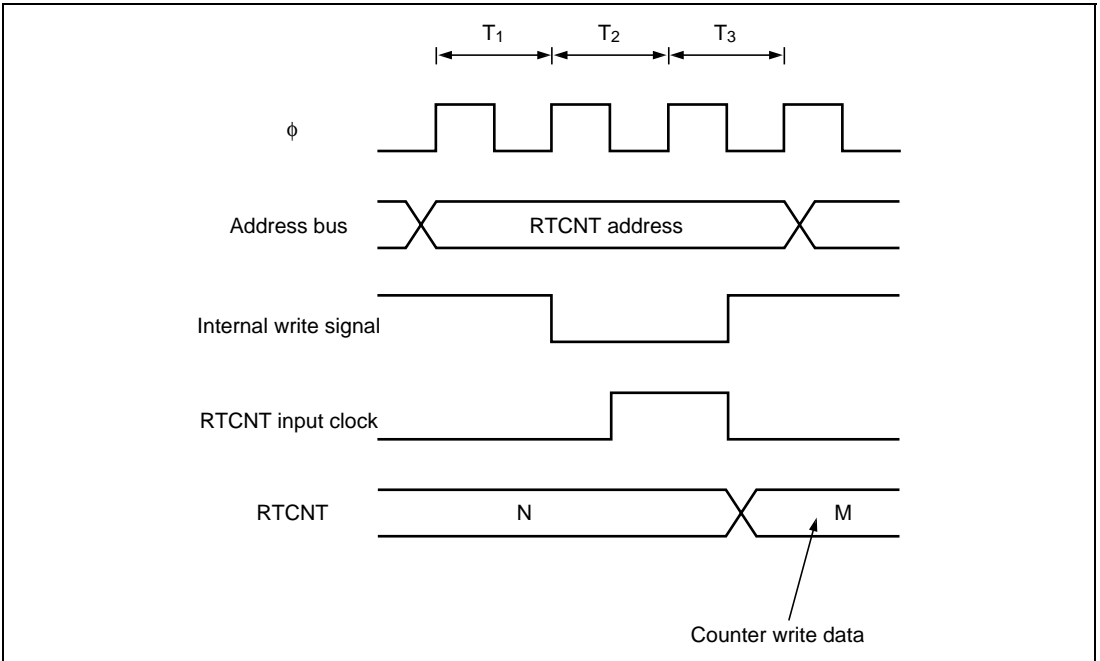 T1 T2 T3
ϕ
Address bus RTCNT address
Internal write signal
RTCNT input clock
RTCNT N M
Counter write data